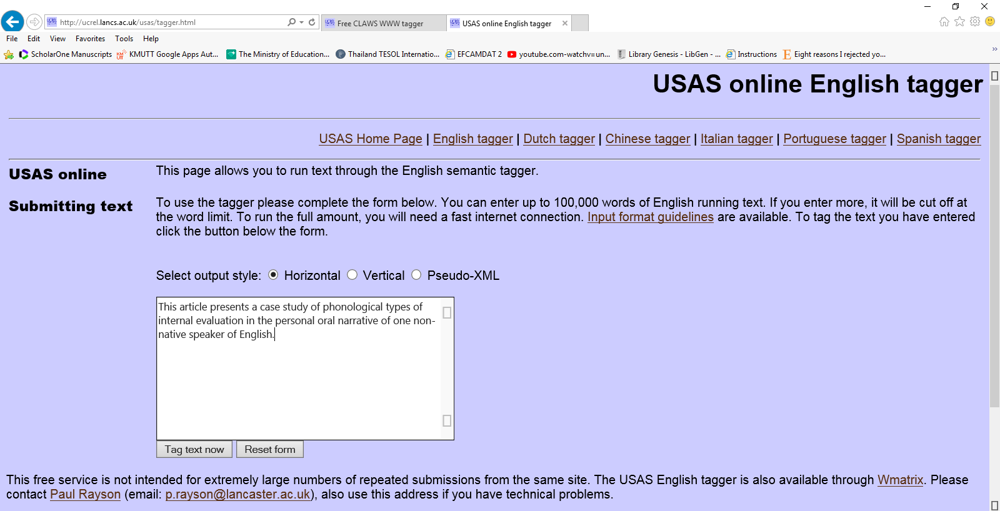 http://ucrel.lancs.ac.uk/usas/tagger.html
Free CLAWS WWW tagger
USAS online English tagger
File Edit View Favorites Tools Help
ScholarOne Manuscripts KMUTT Google Apps Aut... The Ministry of Education... Thailand TESOL Internatio... EFCAMDAT 2 youtube.com-watchv=un... Library Genesis - LibGen - ... Instructions Eight reasons I rejected yo...
USAS online English tagger
USAS Home Page | English tagger | Dutch tagger | Chinese tagger | Italian tagger | Portuguese tagger | Spanish tagger
USAS online
This page allows you to run text through the English semantic tagger.
Submitting text
To use the tagger please complete the form below. You can enter up to 100,000 words of English running text. If you enter more, it will be cut off at
the word limit. To run the full amount, you will need a fast internet connection. Input format guidelines are available. To tag the text you have entered
click the button below the form.
Select output style: Horizontal Vertical Pseudo-XML
This article presents a case study of phonological types of
internal evaluation in the personal oral narrative of one non-
native speaker of English.
Tag text now Reset form
This free service is not intended for extremely large numbers of repeated submissions from the same site. The USAS English tagger is also available through Wmatrix. Please
contact Paul Rayson (email: p.rayson@lancaster.ac.uk), also use this address if you have technical problems.